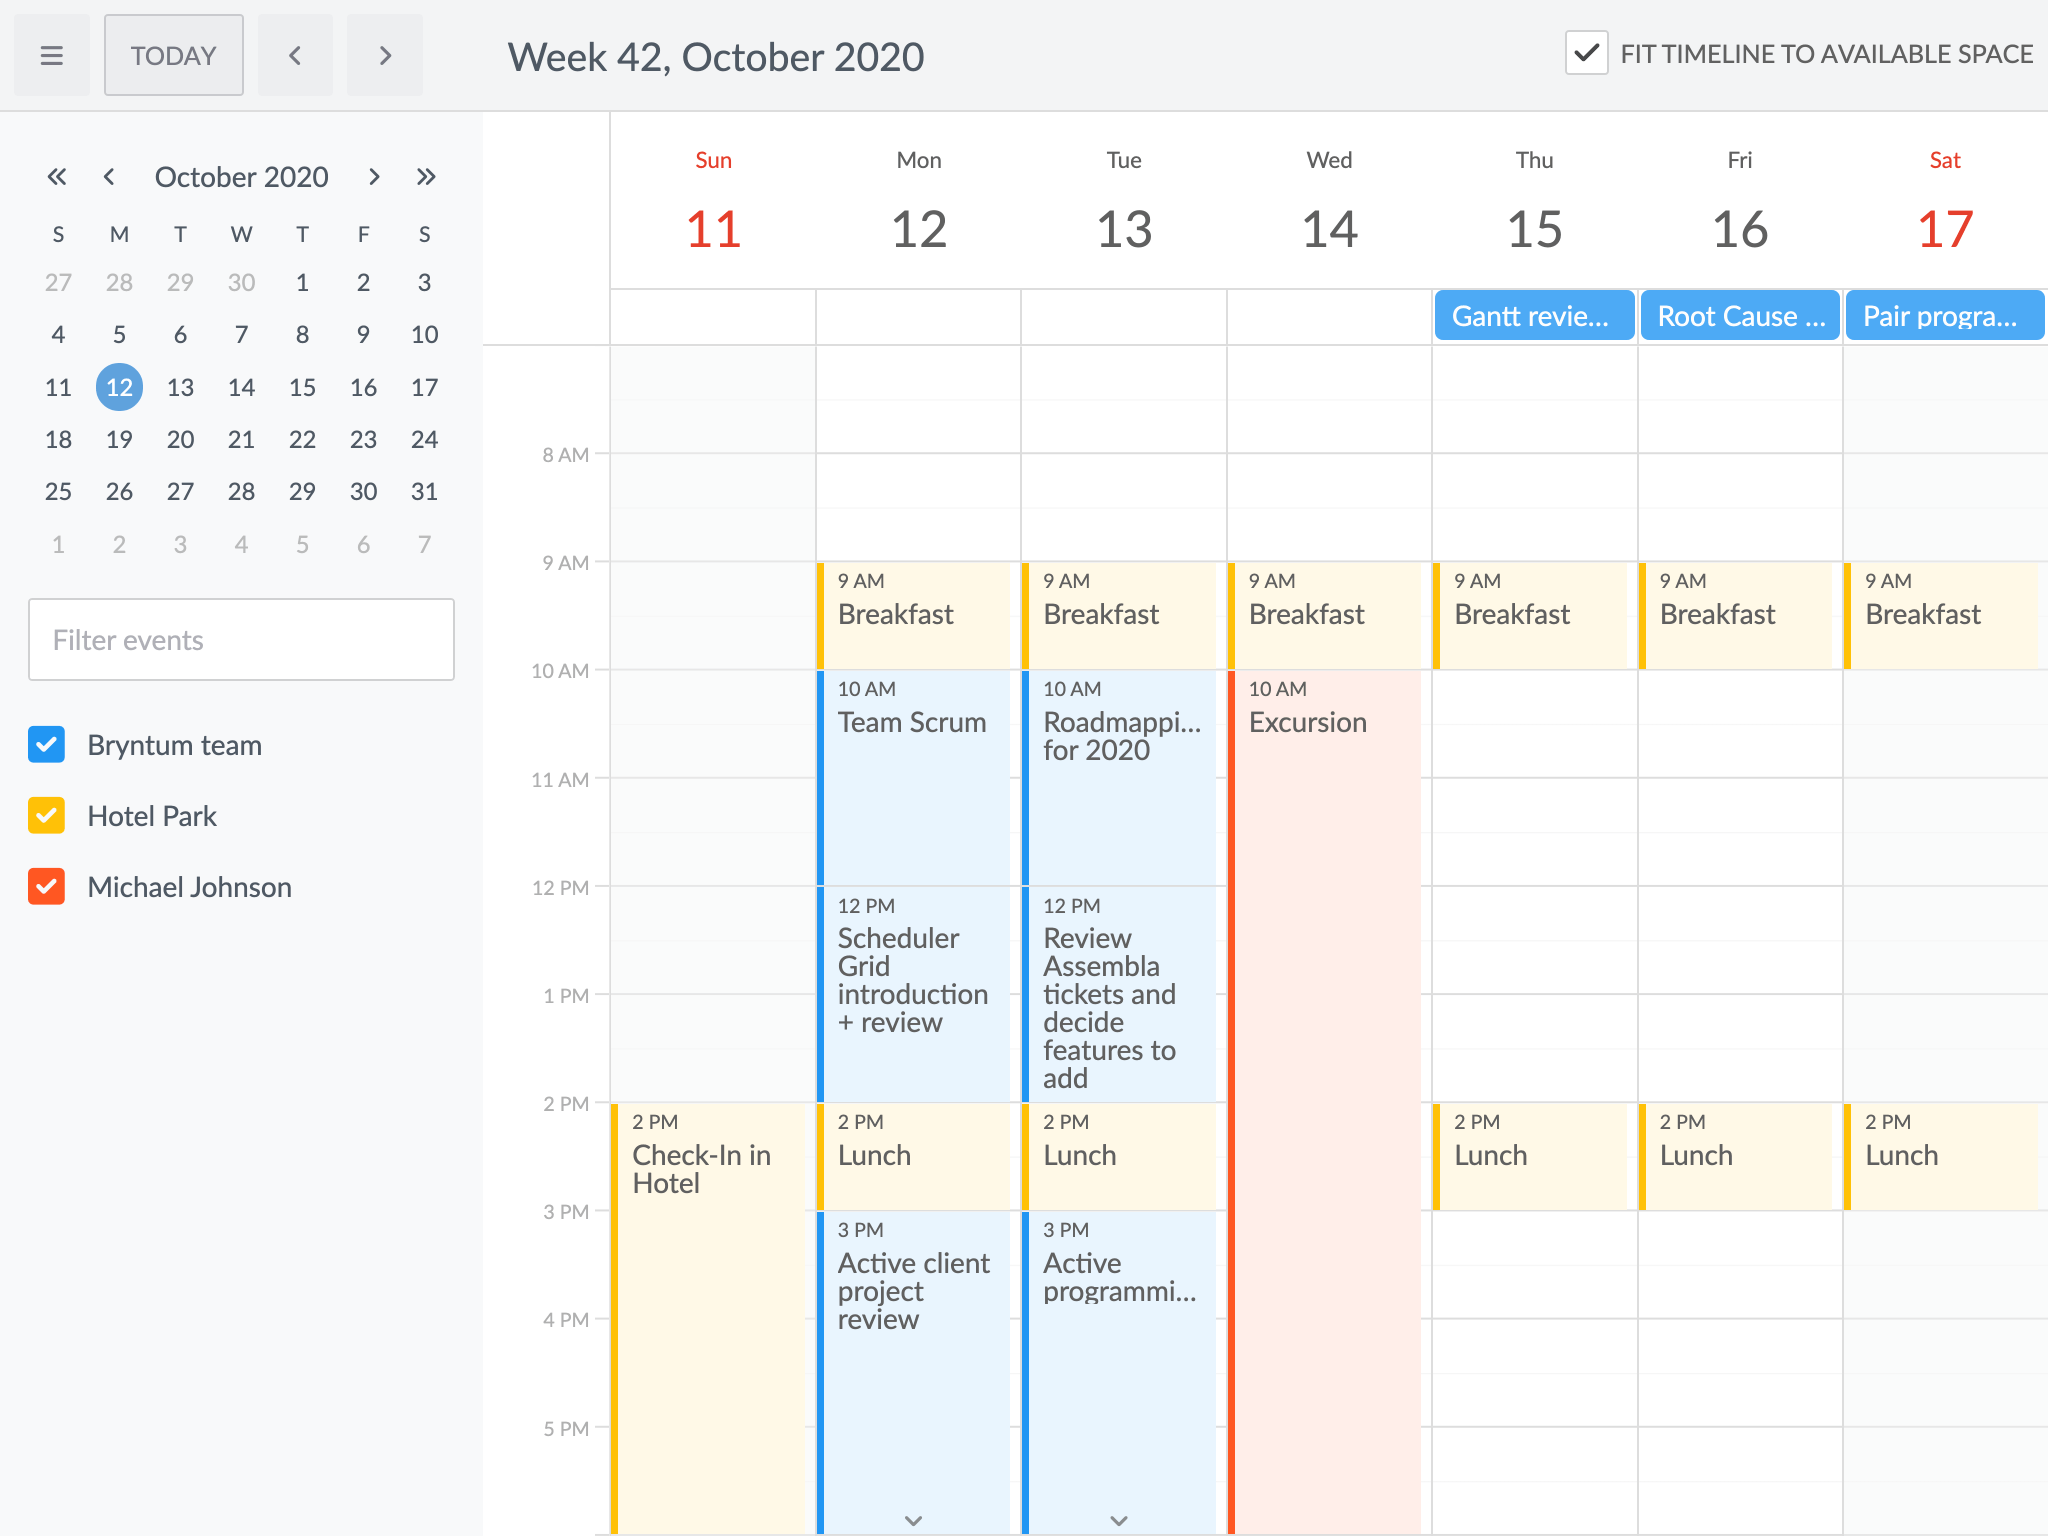 TODAY
Week 42, October 2020
FIT TIMELINE TO AVAILABLE SPACE
October 2020
S M T W T F S
27 28 29 30 1 2 3
4 5 6 7 8 9 10
11 12 13 14 15 16 17
18 19 20 21 22 23 24
25 26 27 28 29 30 31
1 2 3 4 5 6 7
Filter events
Bryntum team
Hotel Park
Michael Johnson
Sun Mon Tue Wed Thu Fri Sat
11 12 13 14 15 16 17
Gantt revie...
Root Cause ...
Pair progra...
8 AM
9 AM
10 AM
11 AM
12 PM
1 PM
2 PM
3 PM
4 PM
5 PM
2 PM
Check-In in
Hotel
9 AM
Breakfast
10 AM
Team Scrum
12 PM
Scheduler
Grid
introduction
+ review
2 PM
Lunch
3 PM
Active client
project
review
9 AM
Breakfast
10 AM
Roadmappi...
for 2020
12 PM
Review
Assembla
tickets and
decide
features to
add
2 PM
Lunch
3 PM
Active
programmi...
9 AM
Breakfast
10 AM
Excursion
9 AM
Breakfast
2 PM
Lunch
9 AM
Breakfast
2 PM
Lunch
9 AM
Breakfast
2 PM
Lunch